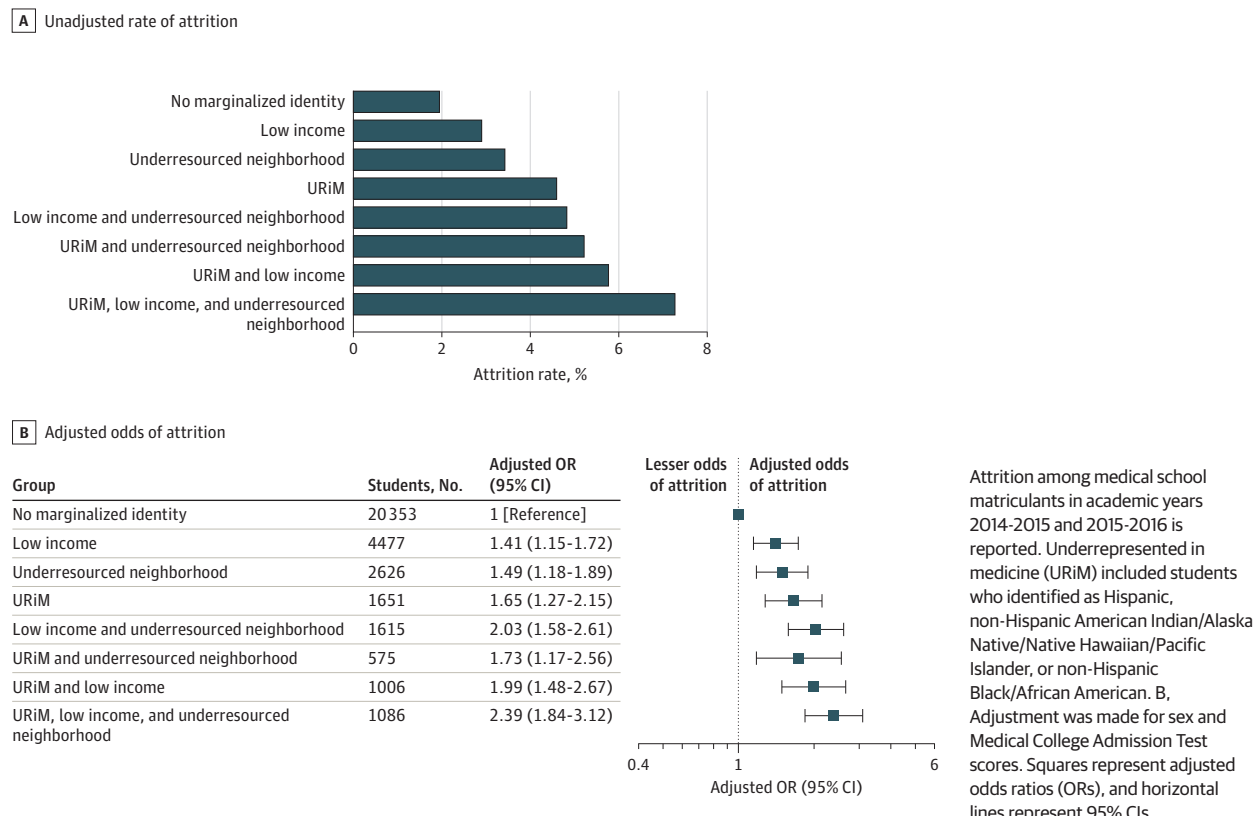 A Unadjusted rate of attrition
No marginalized identity
Low income
Underresourced neighborhood
URiM
Low income and underresourced neighborhood
URiM and underresourced neighborhood
URiM and low income
URiM, low income, and underresourced
neighborhood
0 2 4 6 8
Attrition rate, %
B Adjusted odds of attrition
Group Students, No. Adjusted OR
(95% CI)
No marginalized identity 20 353 1 [Reference]
Low income 4477 1.41 (1.15-1.72)
Underresourced neighborhood 2626 1.49 (1.18-1.89)
URiM 1651 1.65 (1.27-2.15)
Low income and underresourced neighborhood 1615 2.03 (1.58-2.61)
URiM and underresourced neighborhood 575 1.73 (1.17-2.56)
URiM and low income 1006 1.99 (1.48-2.67)
URiM, low income, and underresourced 1086 2.39 (1.84-3.12)
neighborhood
Lesser odds
of attrition
Adjusted odds
of attrition
0.4 1 6
Adjusted OR (95% CI)
Attrition among medical school
matriculants in academic years
2014-2015 and 2015-2016 is
reported. Underrepresented in
medicine (URiM) included students
who identified as Hispanic,
non-Hispanic American Indian/Alaska
Native/Native Hawaiian/Pacific
Islander, or non-Hispanic
Black/African American. B,
Adjustment was made for sex and
Medical College Admission Test
scores. Squares represent adjusted
odds ratios (ORs), and horizontal
lines represent 95% CIs.